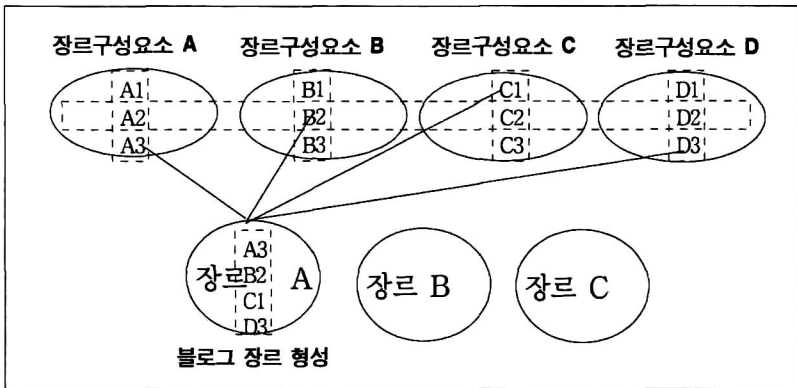 장르구성요소 A 장르구성요소 B 장르구성요소 C 장르구성요소 D
A1 B1 C1 D1
A2 B2 C2 D2
A3 B3 C3 D3
A3
장르 B2 A 장르 B 장르 C
C1
D3
블로그 장르 형성